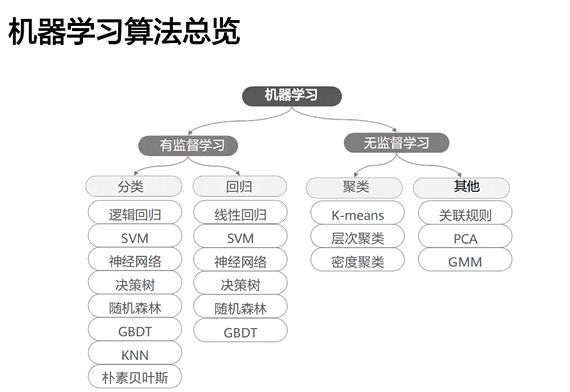 机器学习算法总览
机器学习
有监督学习
无监督学习
分类
回归
聚类
其他
逻辑回归
SVM
神经网络
决策树
随机森林
GBDT
KNN
朴素贝叶斯
线性回归
SVM
神经网络
决策树
随机森林
GBDT
K-means
层次聚类
密度聚类
关联规则
PCA
GMM